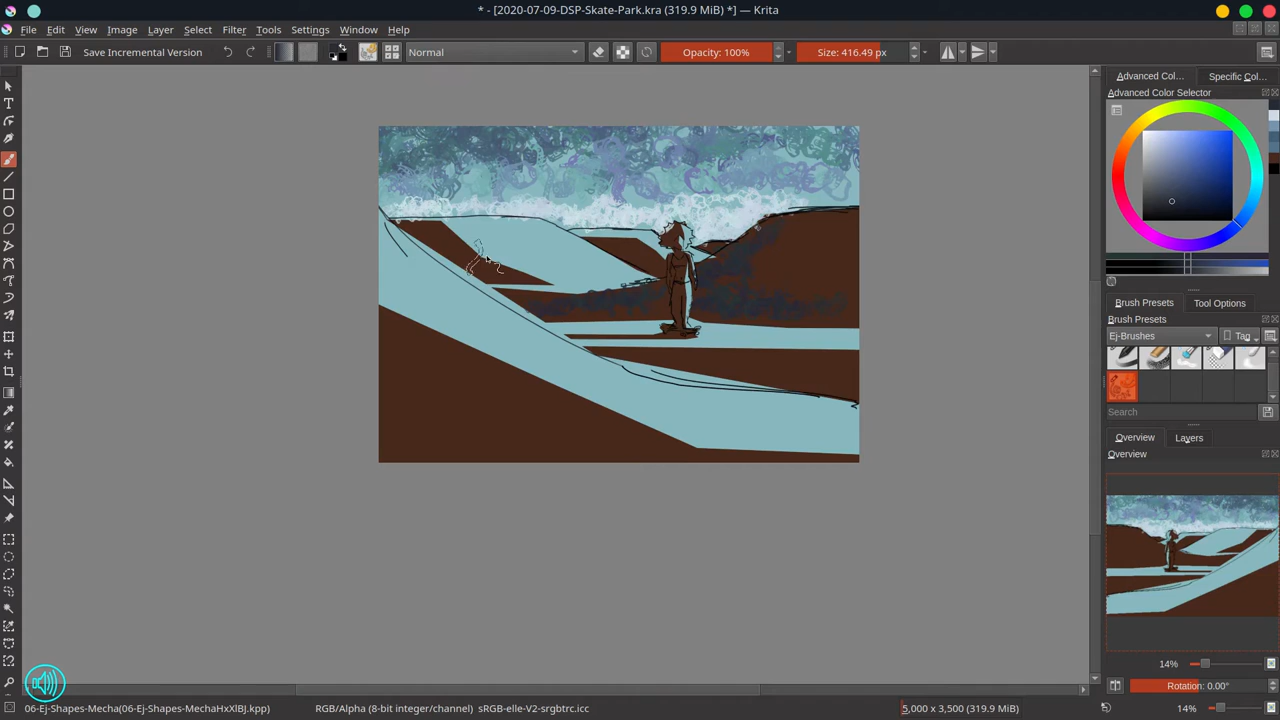 * - [2020-07-09-DSP-Skate-Park.kra (319.9 MiB) *] — Krita
File Edit View Image Layer Select Filter Tools Settings Window Help
Save Incremental Version Normal Opacity: 100% Size: 416.49 px
Advanced Col... Specific Col...
Advanced Color Selector
Brush Presets Tool Options
Brush Presets
Ej-Brushes Tag
Search
Overview Layers
Overview
14%
Rotation: 0.00°
06-Ej-Shapes-Mecha(06-Ej-Shapes-MechaHxXlBJ.kpp) RGB/Alpha (8-bit integer/channel) sRGB-elle-V2-srgbtrc.icc 5,000 x 3,500 (319.9 MiB) 14%